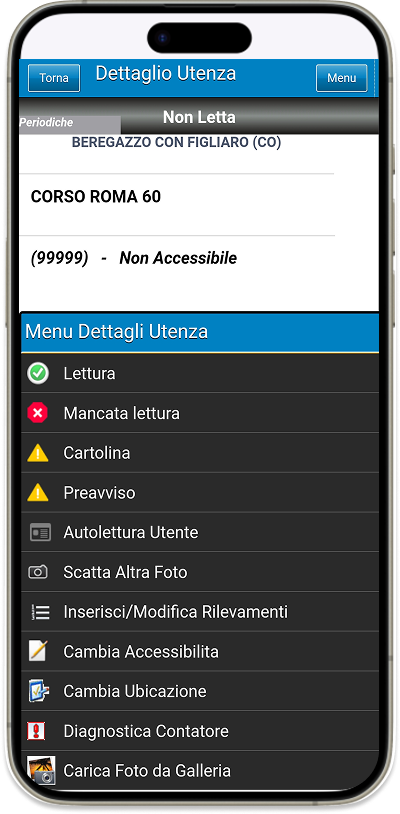 Torna
Dettaglio Utenza
Menu
Periodiche
Non Letta
BEREGAZZO CON FIGLIARO (CO)
CORSO ROMA 60
(99999) - Non Accessibile
Menu Dettagli Utenza
Lettura
Mancata lettura
Cartolina
Preavviso
Autolettura Utente
Scatta Altra Foto
Inserisci/Modifica Rilevamenti
Cambia Accessibilita
Cambia Ubicazione
Diagnostica Contatore
Carica Foto da Galleria